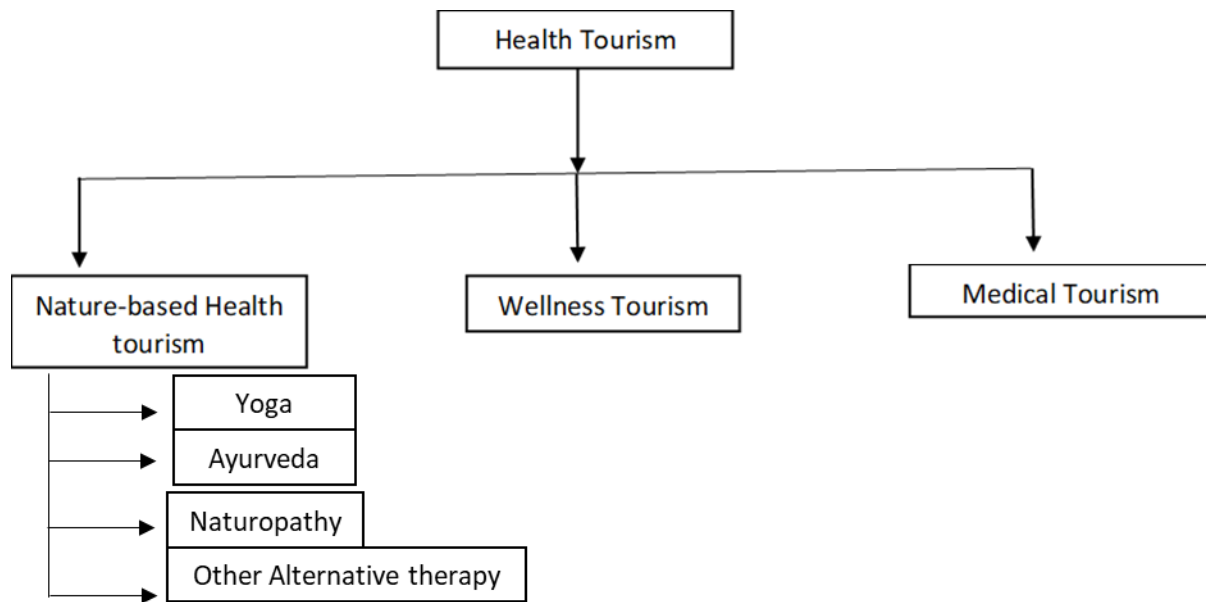 Health Tourism
Nature-based Health
tourism
Wellness Tourism
Medical Tourism
Yoga
Ayurveda
Naturopathy
Other Alternative therapy